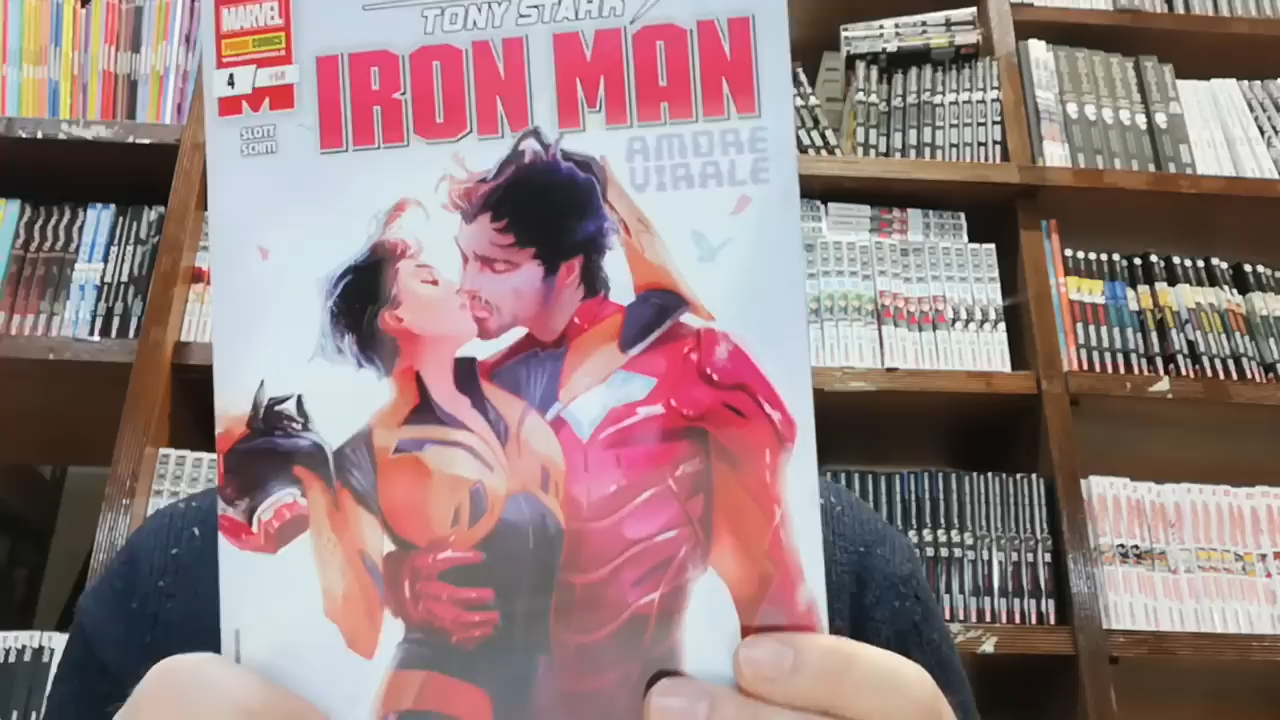 MARVEL
PANINI COMICS
4
TONY STARK
IRON MAN
SLOTT
SCHITI
AMORE
VIRALE